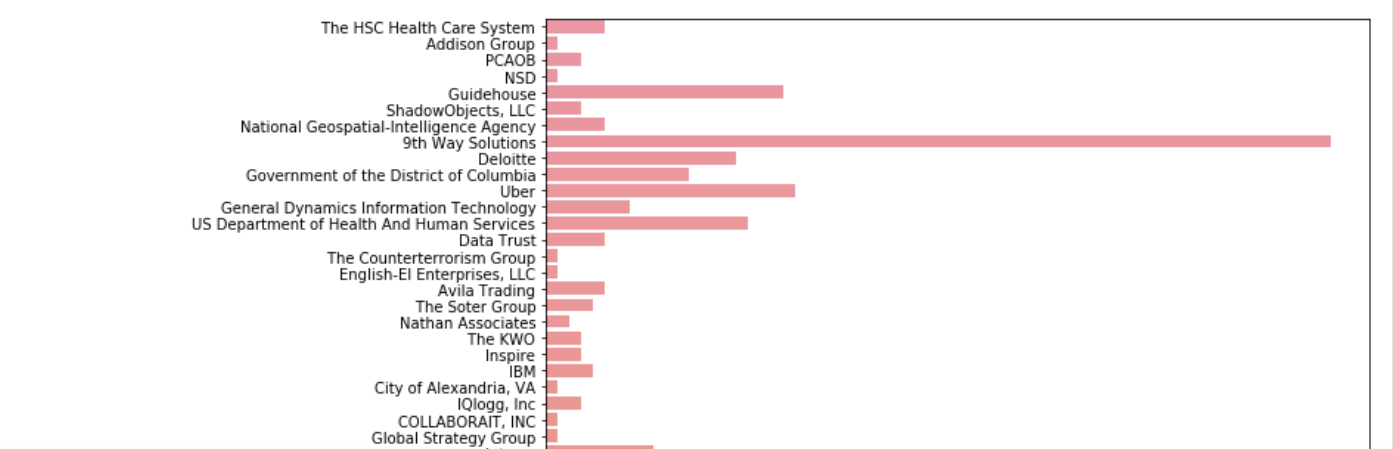 The HSC Health Care System
Addison Group
PCAOB
NSD
Guidehouse
ShadowObjects, LLC
National Geospatial-Intelligence Agency
9th Way Solutions
Deloitte
Government of the District of Columbia
Uber
General Dynamics Information Technology
US Department of Health And Human Services
Data Trust
The Counterterrorism Group
English-El Enterprises, LLC
Avila Trading
The Soter Group
Nathan Associates
The KWO
Inspire
IBM
City of Alexandria, VA
IQlogg, Inc
COLLABORAIT, INC
Global Strategy Group